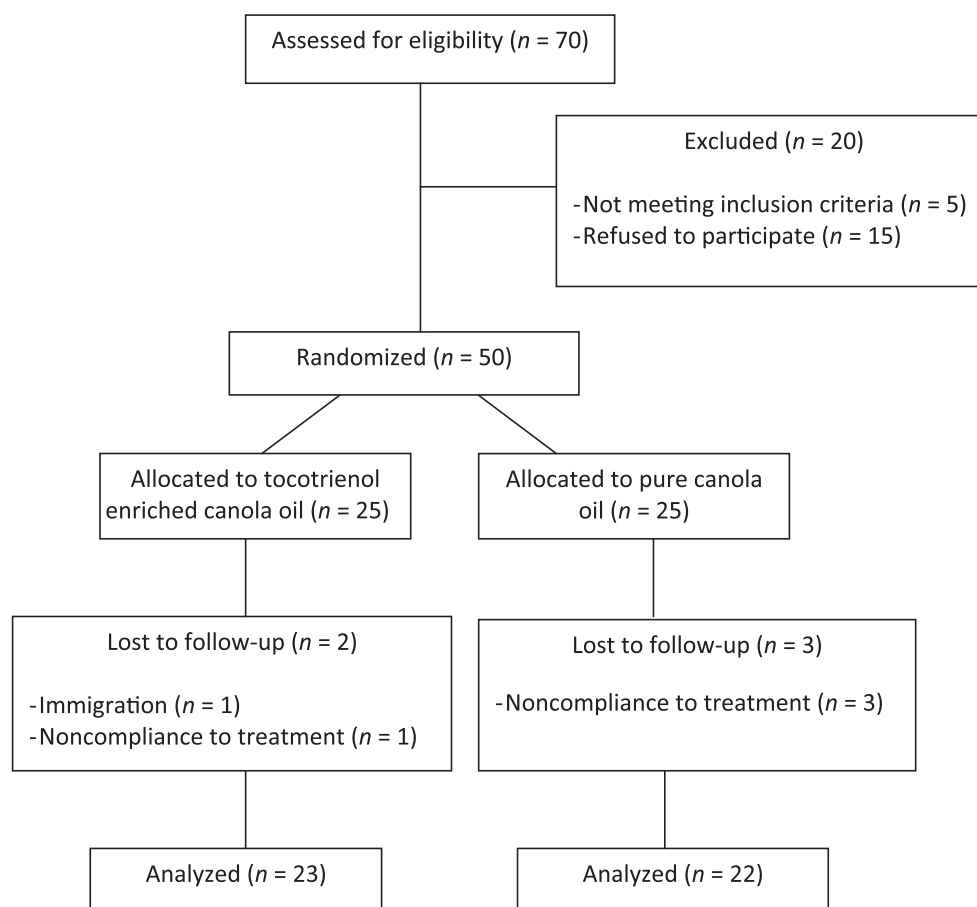 Assessed for eligibility (n = 70)
Excluded (n = 20)
-Not meeting inclusion criteria (n = 5)
-Refused to participate (n = 15)
Randomized (n = 50)
Allocated to tocotrienol
enriched canola oil (n = 25)
Allocated to pure canola
oil (n = 25)
Lost to follow-up (n = 2)
-Immigration (n = 1)
-Noncompliance to treatment (n = 1)
Lost to follow-up (n = 3)
-Noncompliance to treatment (n = 3)
Analyzed (n = 23)
Analyzed (n = 22)